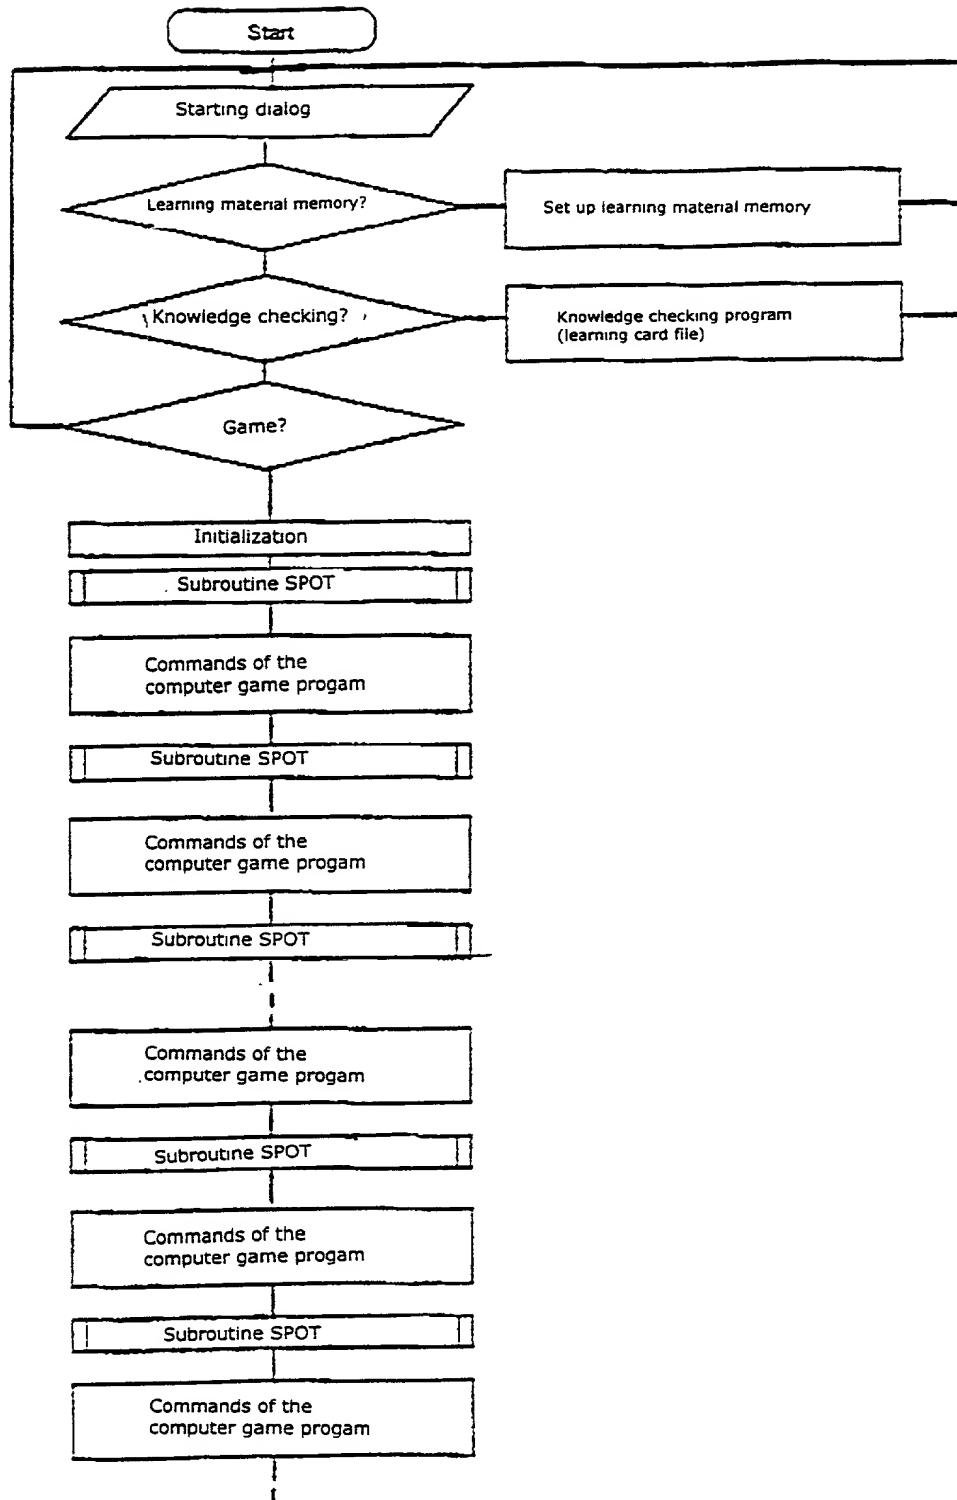 Start
Starting dialog
Learning material memory?
Set up learning material memory
Knowledge checking?
Knowledge checking program
(learning card file)
Game?
Initialization
Subroutine SPOT
Commands of the
computer game progam
Subroutine SPOT
Commands of the
computer game progam
Subroutine SPOT
Commands of the
computer game progam
Subroutine SPOT
Commands of the
computer game progam
Subroutine SPOT
Commands of the
computer game progam